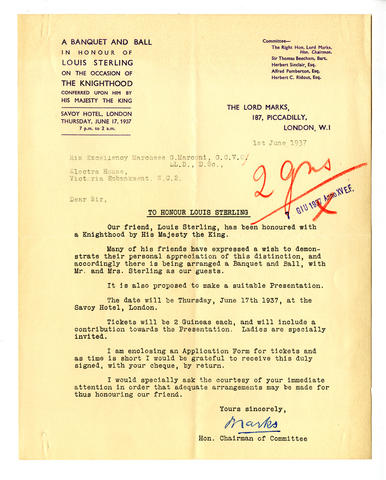 A BANQUET AND BALL
IN HONOUR OF
LOUIS STERLING
ON THE OCCASION OF
THE KNIGHTHOOD
CONFERRED UPON HIM BY
HIS MAJESTY THE KING
SAVOY HOTEL, LONDON
THURSDAY, JUNE 17, 1937
7 p.m. to 2 a.m.
Committee—
The Right Hon. Lord Marks,
Hon. Chairman.
Sir Thomas Beecham, Bart.
Herbert Sinclair, Esq.
Alfred Pemberton, Esq.
Herbert C. Ridout, Esq.
THE LORD MARKS,
187, PICCADILLY,
LONDON, W.1
1st June 1937
His Excellency Marchese G.Marconi, G.C.V.O/
LL.D., D.Sc.,
Electra House,
Victoria Embankment. W.C.2.
2 gns
GIU 1937 Anno XV E.F.
Dear Sir,
TO HONOUR LOUIS STERLING
Our friend, Louis Sterling, has been honoured with
a Knighthood by His Majesty the King.
Many of his friends have expressed a wish to demon-
strate their personal appreciation of this distinction, and
accordingly there is being arranged a Banquet and Ball, with
Mr. and Mrs. Sterling as our guests.
It is also proposed to make a suitable Presentation.
The date will be Thursday, June 17th 1937, at the
Savoy Hotel, London.
Tickets will be 2 Guineas each, and will include a
contribution towards the Presentation. Ladies are specially
invited.
I am enclosing an Application Form for tickets and
as time is short I would be grateful to receive this duly
signed, with your cheque, by return.
I would specially ask the courtesy of your immediate
attention in order that adequate arrangements may be made for
thus honouring our friend.
Yours sincerely,
Marks
Hon. Chairman of Committee